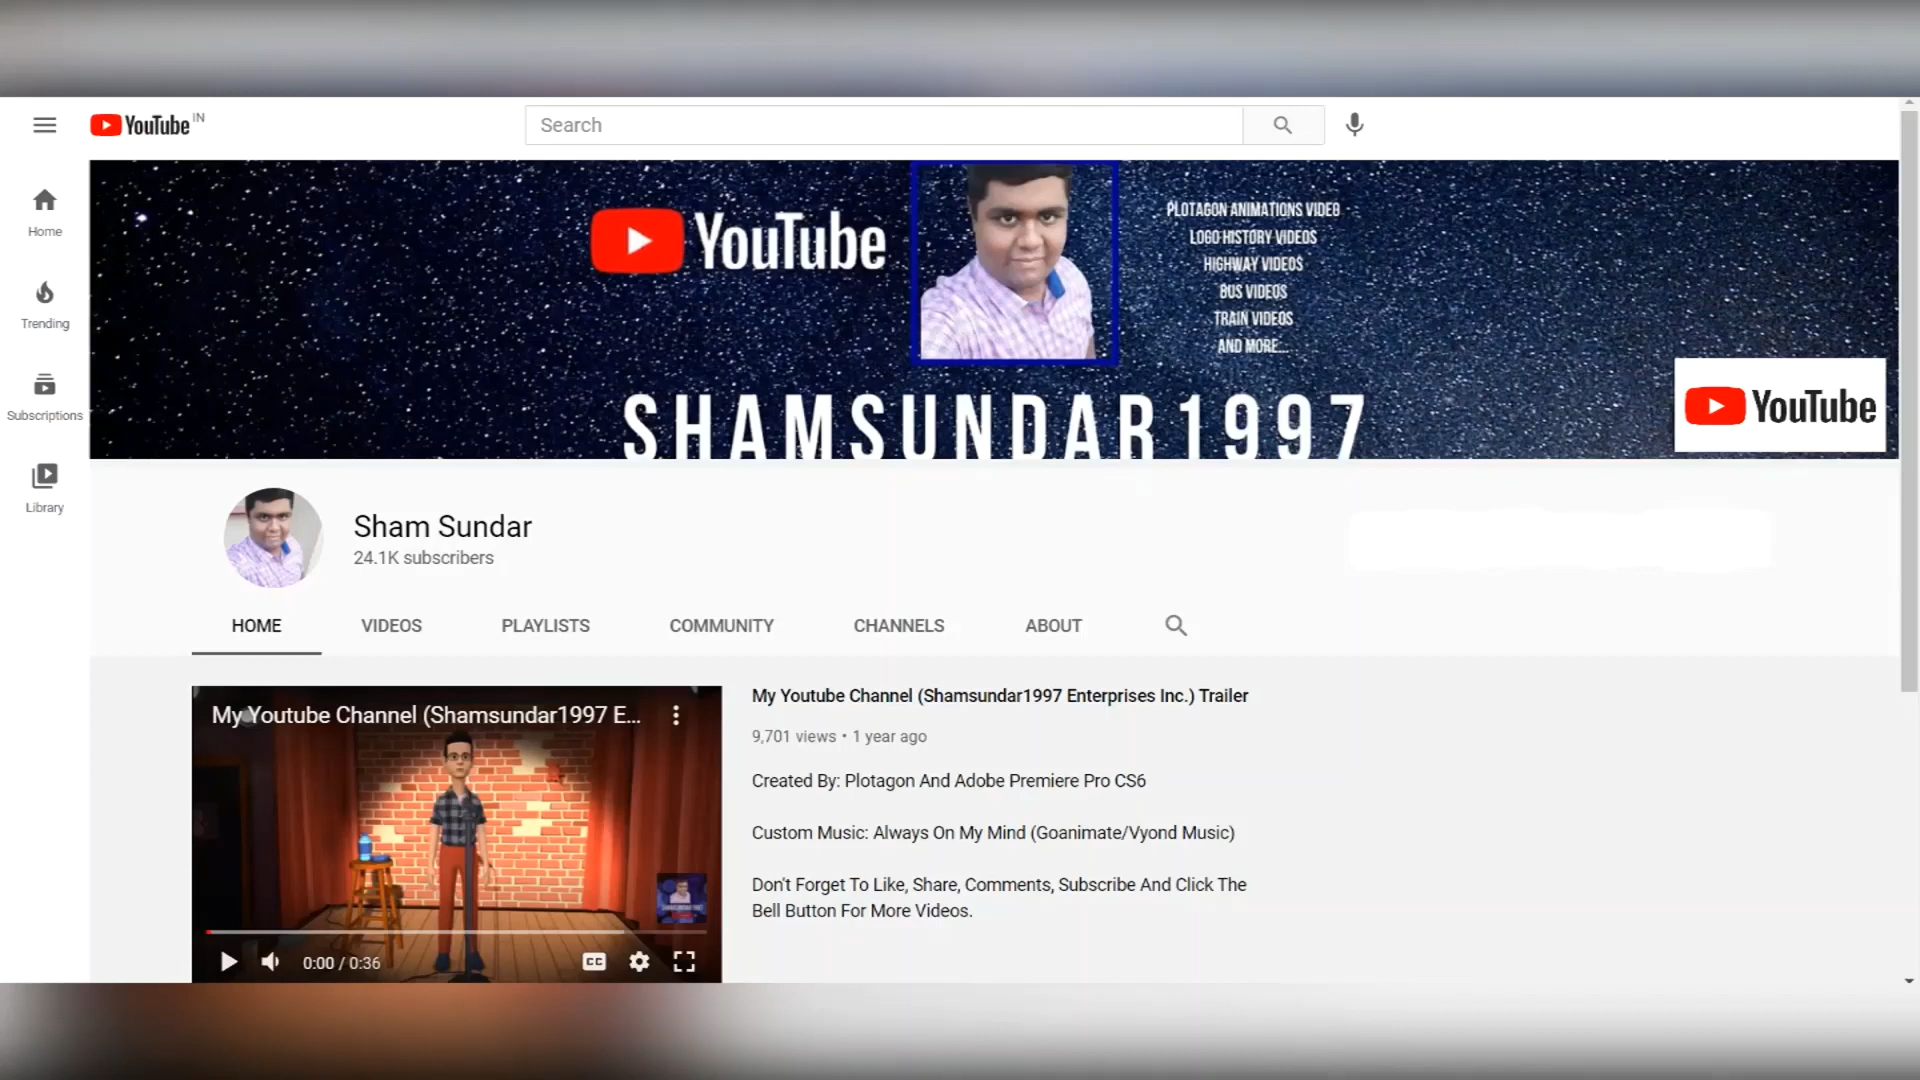 YouTube IN
Search
Home
Trending
Subscriptions
Library
YouTube
PLOTAGON ANIMATIONS VIDEO
LOGO HISTORY VIDEOS
HIGHWAY VIDEOS
BUS VIDEOS
TRAIN VIDEOS
AND MORE...
SHAMSUNDAR1997
YouTube
Sham Sundar
24.1K subscribers
HOME VIDEOS PLAYLISTS COMMUNITY CHANNELS ABOUT
My Youtube Channel (Shamsundar1997 E...
0:00 / 0:36
CC
My Youtube Channel (Shamsundar1997 Enterprises Inc.) Trailer
9,701 views • 1 year ago
Created By: Plotagon And Adobe Premiere Pro CS6
Custom Music: Always On My Mind (Goanimate/Vyond Music)
Don't Forget To Like, Share, Comments, Subscribe And Click The
Bell Button For More Videos.